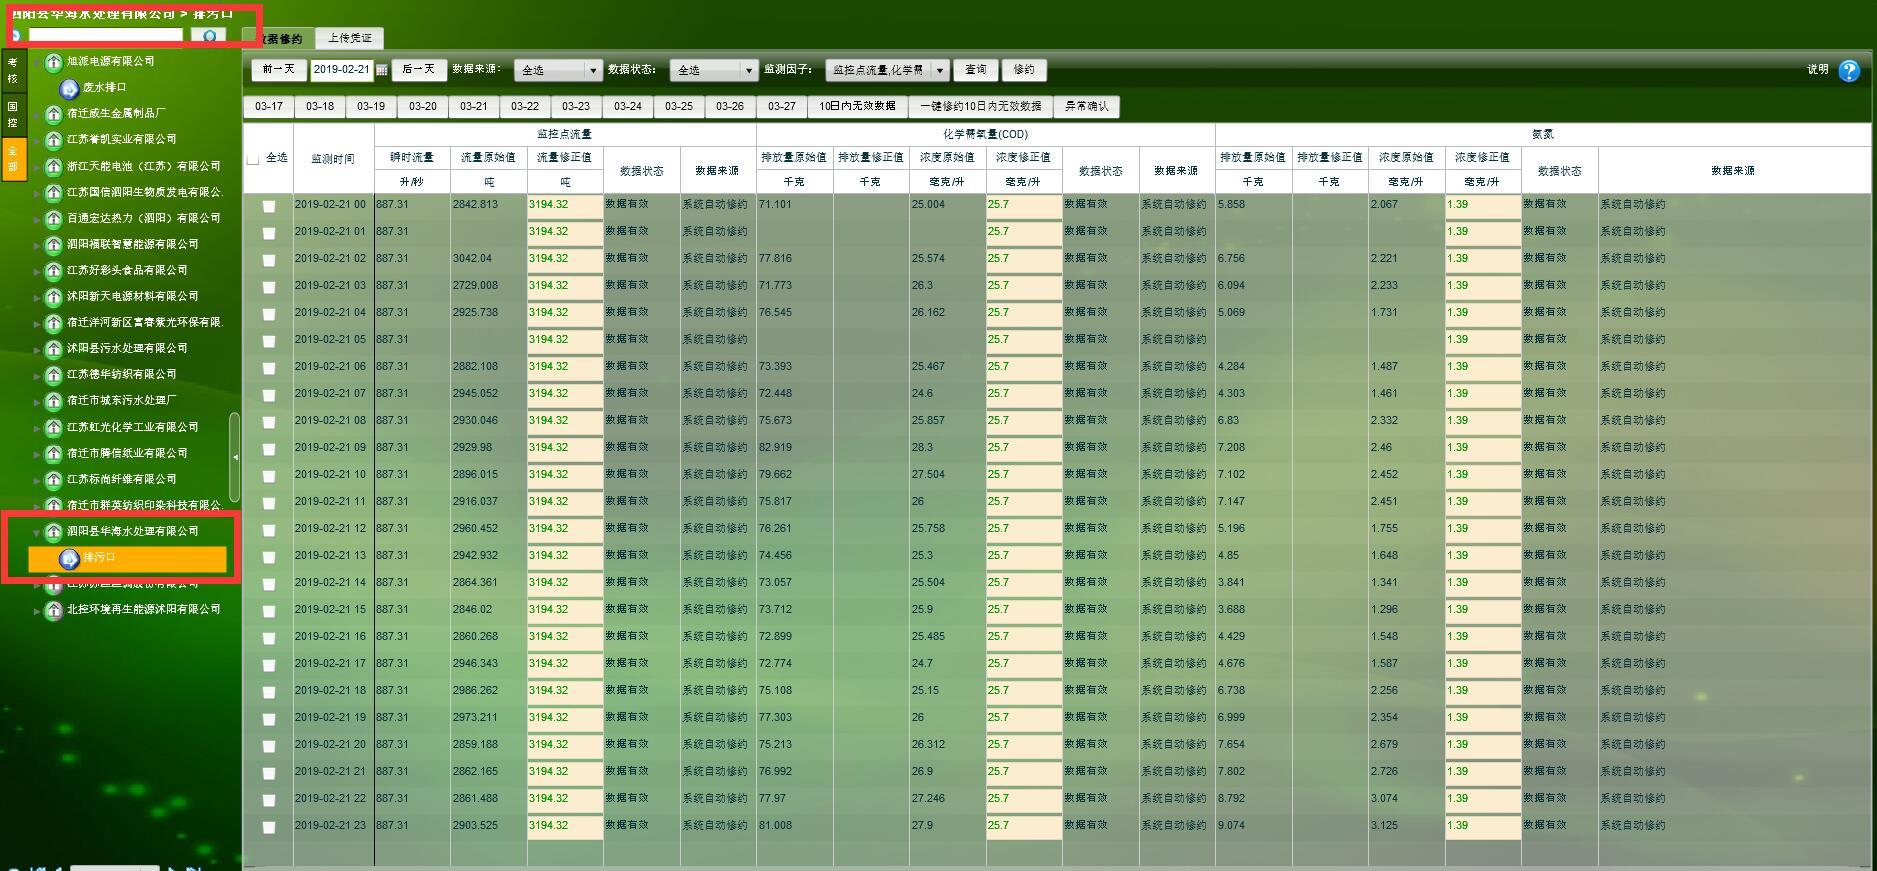 泗阳县华海水处理有限公司 > 排污口
数据修约 上传凭证
考核
国控
全部
旭派电源有限公司
废水排口
宿迁威生金属制品厂
江苏誉凯实业有限公司
浙江天能电池（江苏）有限公司
江苏国信泗阳生物质发电有限公.
百通宏达热力（泗阳）有限公司
泗阳福联智慧能源有限公司
江苏好彩头食品有限公司
沭阳新天电源材料有限公司
宿迁洋河新区富春紫光环保有限.
沭阳县污水处理有限公司
江苏德华纺织有限公司
宿迁市城东污水处理厂
江苏虹光化学工业有限公司
宿迁市腾信纸业有限公司
江苏标尚纤维有限公司
宿迁市群英纺织印染科技有限公.
泗阳县华海水处理有限公司
排污口
北控环境再生能源沭阳有限公司
前一天 2019-02-21 后一天 数据来源： 全选 数据状态： 全选 监测因子： 监控点流量,化学需 查询 修约 说明
03-17 03-18 03-19 03-20 03-21 03-22 03-23 03-24 03-25 03-26 03-27 10日内无效数据 一键修约10日内无效数据 异常确认
全选 监测时间 监控点流量 化学需氧量(COD) 氨氮
瞬时流量 流量原始值 流量修正值 数据状态 数据来源 排放量原始值 排放量修正值 浓度原始值 浓度修正值 数据状态 数据来源 排放量原始值 排放量修正值 浓度原始值 浓度修正值 数据状态 数据来源
升/秒 吨 吨 千克 千克 毫克/升 毫克/升 千克 千克 毫克/升 毫克/升
2019-02-21 00 887.31 2842.813 3194.32 数据有效 系统自动修约 71.101 25.004 25.7 数据有效 系统自动修约 5.858 2.067 1.39 数据有效 系统自动修约
2019-02-21 01 887.31 3194.32 数据有效 系统自动修约 25.7 数据有效 系统自动修约 1.39 数据有效 系统自动修约
2019-02-21 02 887.31 3042.04 3194.32 数据有效 系统自动修约 77.816 25.574 25.7 数据有效 系统自动修约 6.756 2.221 1.39 数据有效 系统自动修约
2019-02-21 03 887.31 2729.008 3194.32 数据有效 系统自动修约 71.773 26.3 25.7 数据有效 系统自动修约 6.094 2.233 1.39 数据有效 系统自动修约
2019-02-21 04 887.31 2925.738 3194.32 数据有效 系统自动修约 76.545 26.162 25.7 数据有效 系统自动修约 5.069 1.731 1.39 数据有效 系统自动修约
2019-02-21 05 887.31 3194.32 数据有效 系统自动修约 25.7 数据有效 系统自动修约 1.39 数据有效 系统自动修约
2019-02-21 06 887.31 2882.108 3194.32 数据有效 系统自动修约 73.393 25.467 25.7 数据有效 系统自动修约 4.284 1.487 1.39 数据有效 系统自动修约
2019-02-21 07 887.31 2945.052 3194.32 数据有效 系统自动修约 72.448 24.6 25.7 数据有效 系统自动修约 4.303 1.461 1.39 数据有效 系统自动修约
2019-02-21 08 887.31 2930.046 3194.32 数据有效 系统自动修约 75.673 25.857 25.7 数据有效 系统自动修约 6.83 2.332 1.39 数据有效 系统自动修约
2019-02-21 09 887.31 2929.98 3194.32 数据有效 系统自动修约 82.919 28.3 25.7 数据有效 系统自动修约 7.208 2.46 1.39 数据有效 系统自动修约
2019-02-21 10 887.31 2896.015 3194.32 数据有效 系统自动修约 79.662 27.504 25.7 数据有效 系统自动修约 7.102 2.452 1.39 数据有效 系统自动修约
2019-02-21 11 887.31 2916.037 3194.32 数据有效 系统自动修约 75.817 26 25.7 数据有效 系统自动修约 7.147 2.451 1.39 数据有效 系统自动修约
2019-02-21 12 887.31 2960.452 3194.32 数据有效 系统自动修约 76.261 25.758 25.7 数据有效 系统自动修约 5.196 1.755 1.39 数据有效 系统自动修约
2019-02-21 13 887.31 2942.932 3194.32 数据有效 系统自动修约 74.456 25.3 25.7 数据有效 系统自动修约 4.85 1.648 1.39 数据有效 系统自动修约
2019-02-21 14 887.31 2864.361 3194.32 数据有效 系统自动修约 73.057 25.504 25.7 数据有效 系统自动修约 3.841 1.341 1.39 数据有效 系统自动修约
2019-02-21 15 887.31 2846.02 3194.32 数据有效 系统自动修约 73.712 25.9 25.7 数据有效 系统自动修约 3.688 1.296 1.39 数据有效 系统自动修约
2019-02-21 16 887.31 2860.268 3194.32 数据有效 系统自动修约 72.899 25.485 25.7 数据有效 系统自动修约 4.429 1.548 1.39 数据有效 系统自动修约
2019-02-21 17 887.31 2946.343 3194.32 数据有效 系统自动修约 72.774 24.7 25.7 数据有效 系统自动修约 4.676 1.587 1.39 数据有效 系统自动修约
2019-02-21 18 887.31 2986.262 3194.32 数据有效 系统自动修约 75.108 25.15 25.7 数据有效 系统自动修约 6.738 2.256 1.39 数据有效 系统自动修约
2019-02-21 19 887.31 2973.211 3194.32 数据有效 系统自动修约 77.303 26 25.7 数据有效 系统自动修约 6.999 2.354 1.39 数据有效 系统自动修约
2019-02-21 20 887.31 2859.188 3194.32 数据有效 系统自动修约 75.213 26.312 25.7 数据有效 系统自动修约 7.654 2.679 1.39 数据有效 系统自动修约
2019-02-21 21 887.31 2862.165 3194.32 数据有效 系统自动修约 76.992 26.9 25.7 数据有效 系统自动修约 7.802 2.726 1.39 数据有效 系统自动修约
2019-02-21 22 887.31 2861.488 3194.32 数据有效 系统自动修约 77.97 27.246 25.7 数据有效 系统自动修约 8.792 3.074 1.39 数据有效 系统自动修约
2019-02-21 23 887.31 2903.525 3194.32 数据有效 系统自动修约 81.008 27.9 25.7 数据有效 系统自动修约 9.074 3.125 1.39 数据有效 系统自动修约